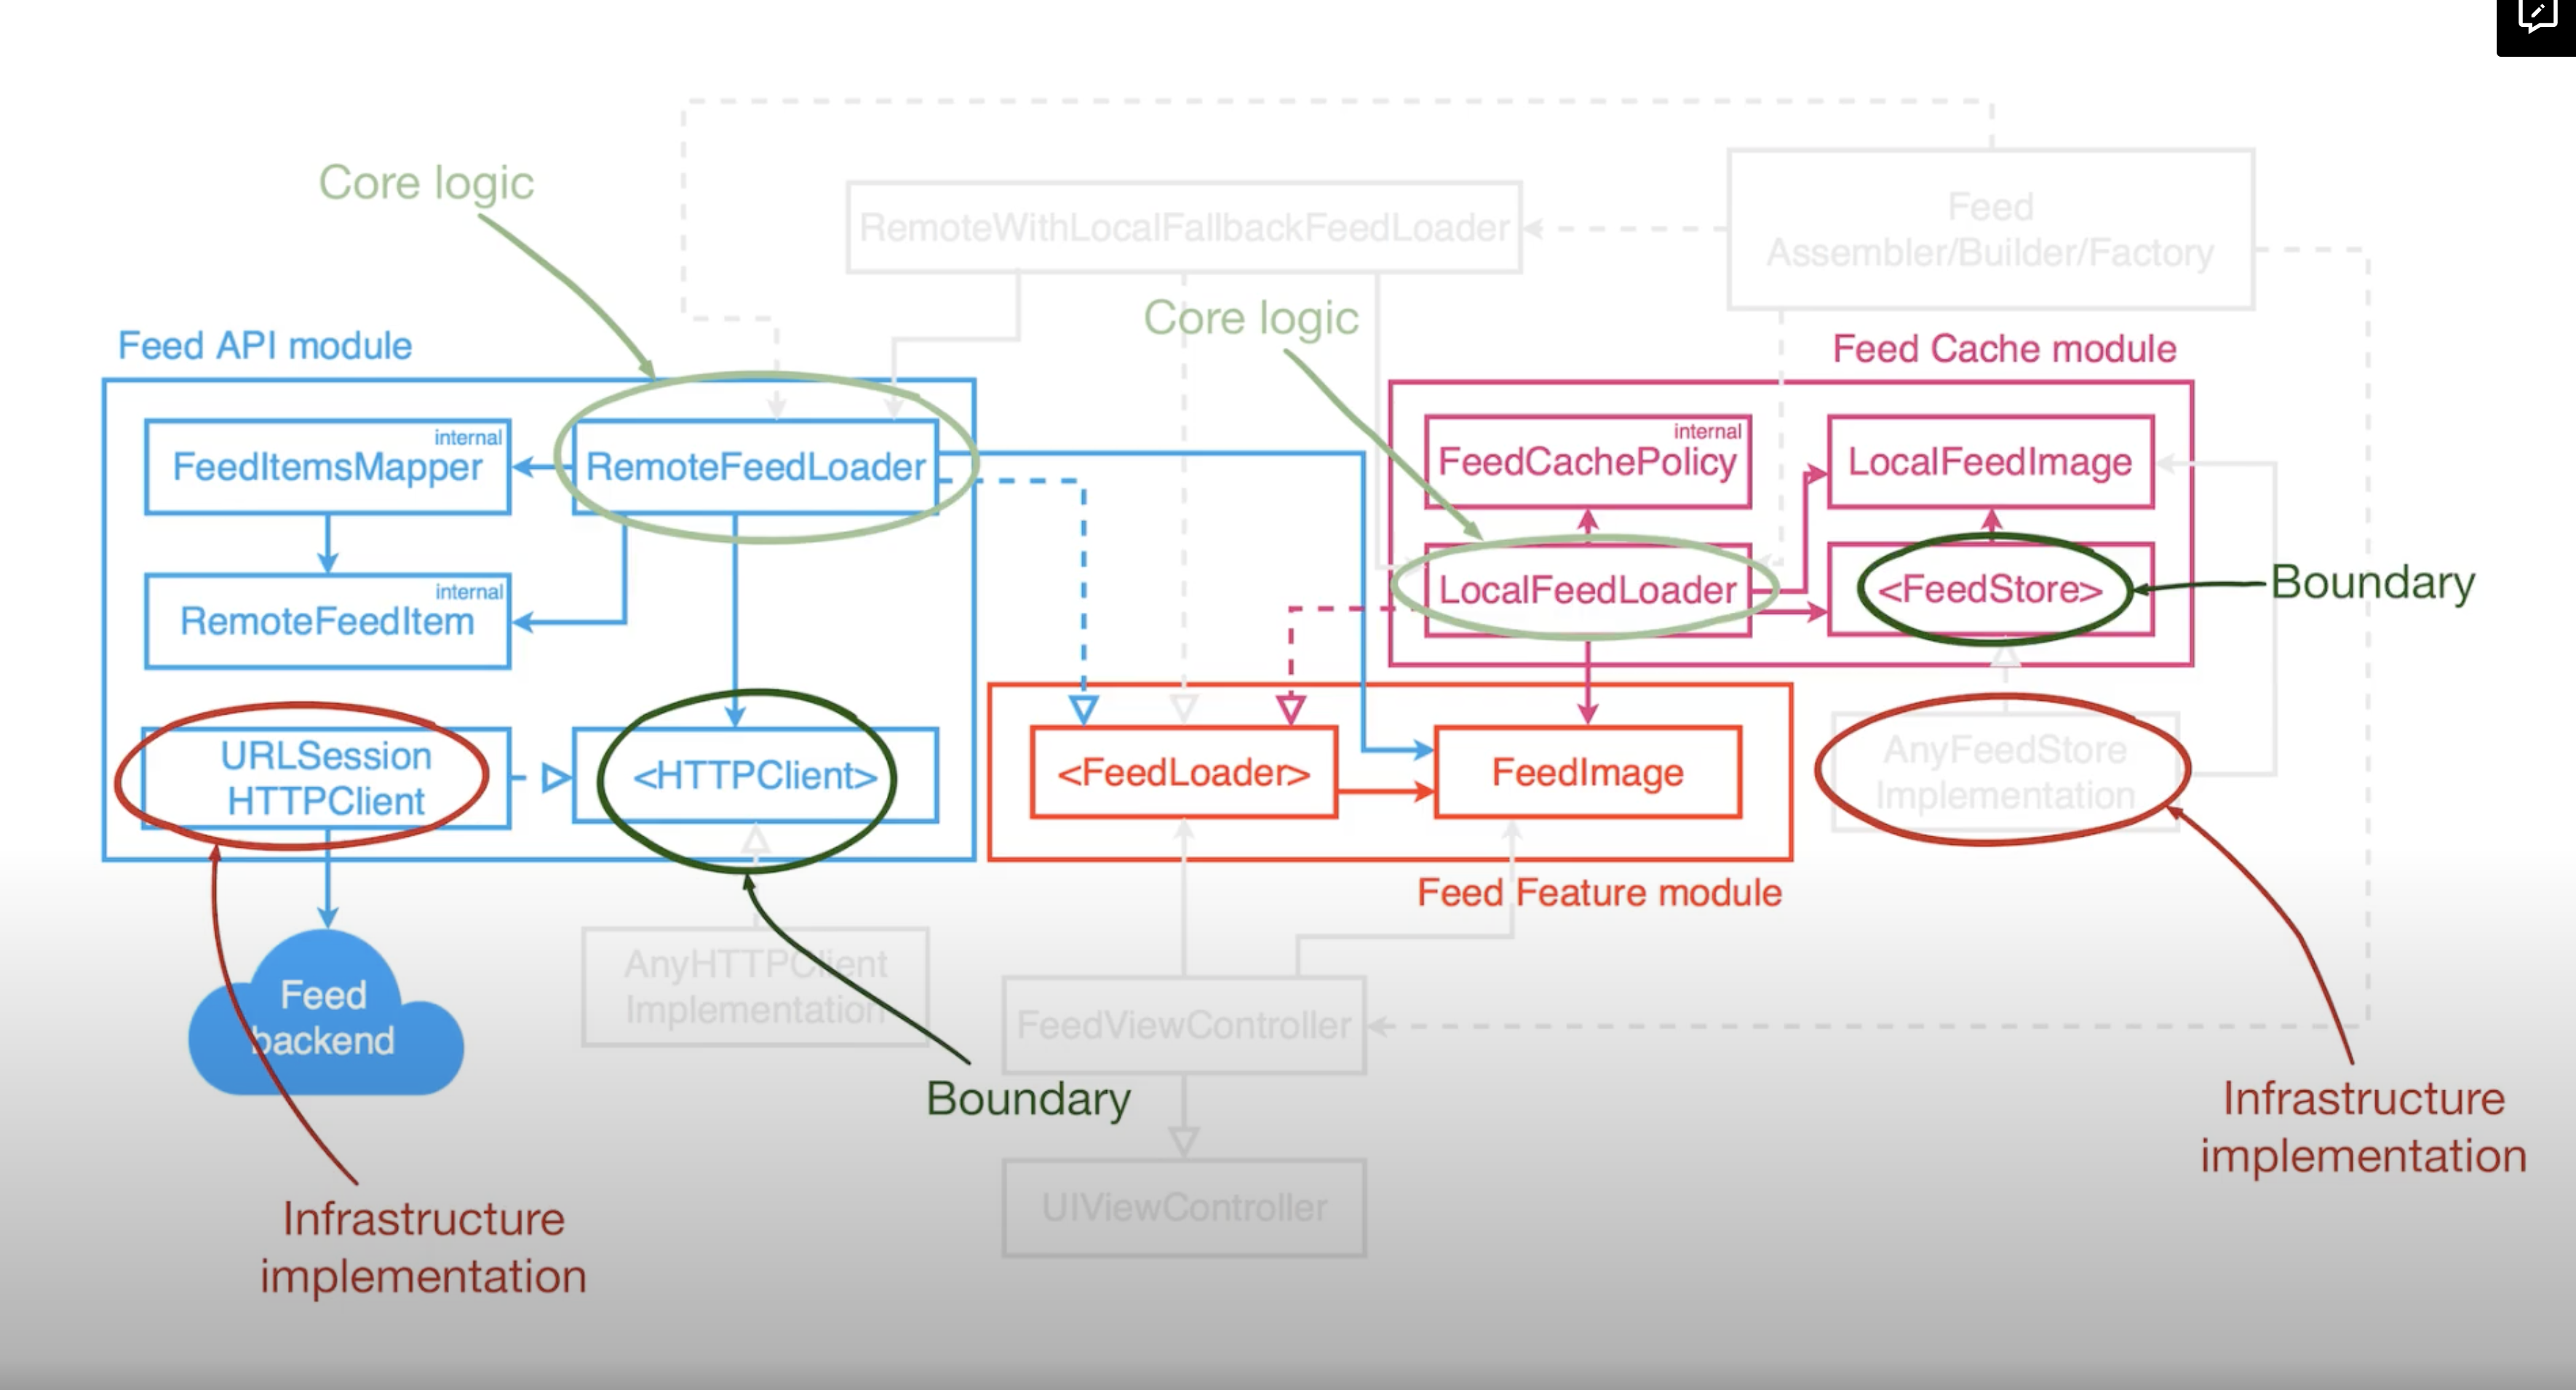 Core logic
RemoteWithLocalFallbackFeedLoader
Feed
Assembler/Builder/Factory
Core logic
Feed API module
Feed Cache module
internal
FeedItemsMapper
RemoteFeedLoader
internal
FeedCachePolicy
LocalFeedImage
internal
RemoteFeedItem
LocalFeedLoader
<FeedStore>
Boundary
URLSession
HTTPClient
<HTTPClient>
<FeedLoader>
FeedImage
AnyFeedStore
Implementation
Feed Feature module
Feed
backend
AnyHTTPClient
Implementation
FeedViewController
Boundary
Infrastructure
implementation
UIViewController
Infrastructure
implementation